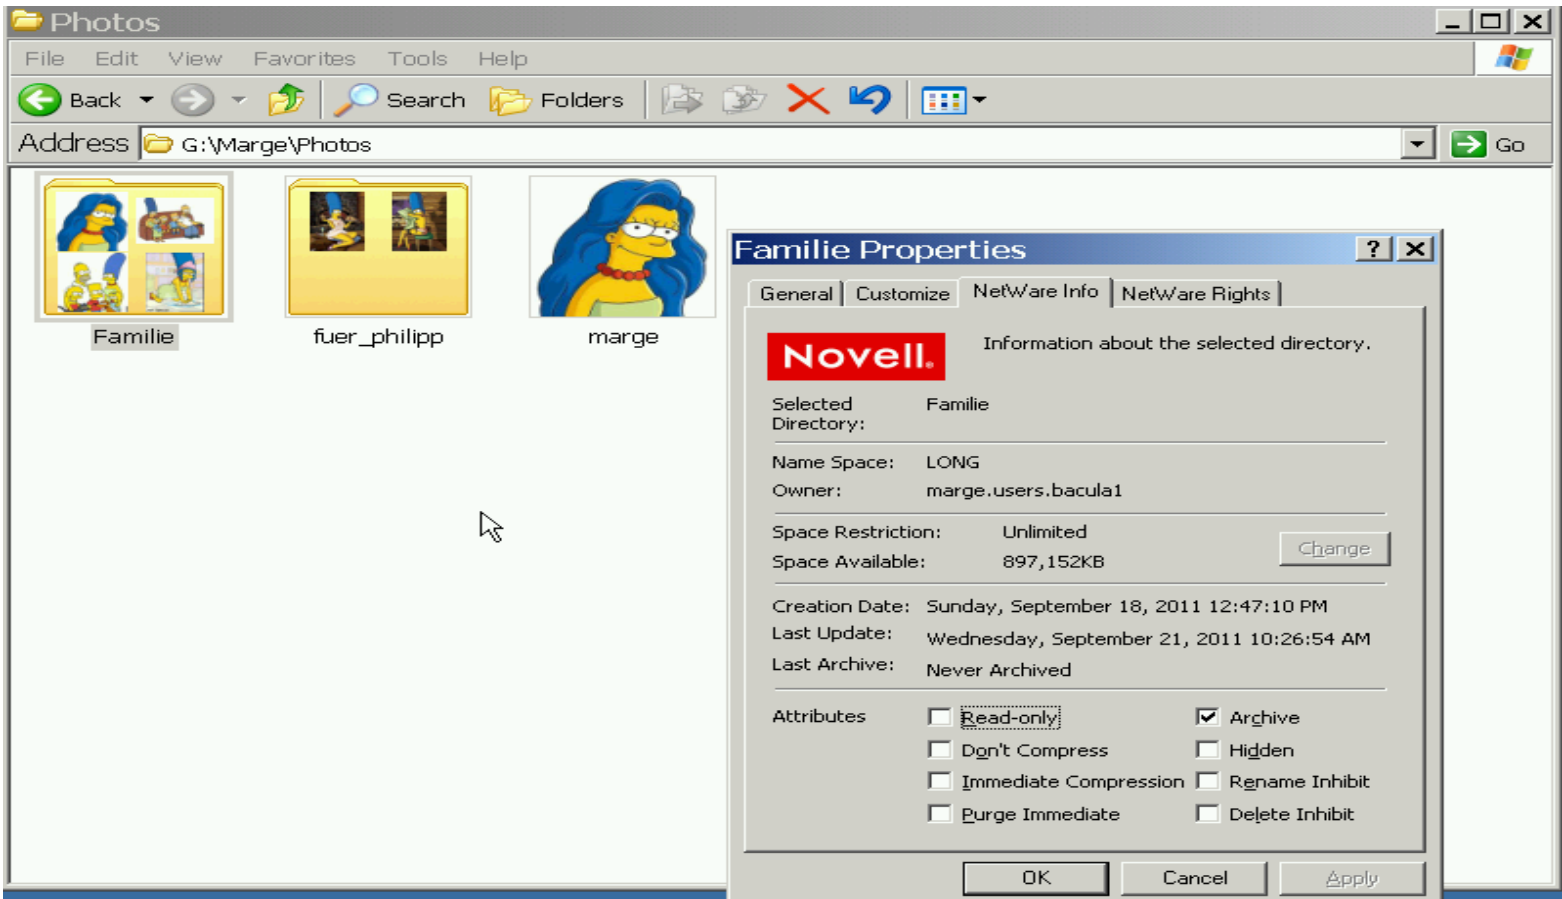 Photos
File Edit View Favorites Tools Help
Back Search Folders
Address G:\Marge\Photos Go
Familie fuer_philipp marge
Familie Properties
General Customize NetWare Info NetWare Rights
Novell. Information about the selected directory.
Selected Familie
Directory:
Name Space: LONG
Owner: marge.users.bacula1
Space Restriction: Unlimited
Change
Space Available: 897,152KB
Creation Date: Sunday, September 18, 2011 12:47:10 PM
Last Update: Wednesday, September 21, 2011 10:26:54 AM
Last Archive: Never Archived
Attributes Read-only Archive
Don't Compress Hidden
Immediate Compression Rename Inhibit
Purge Immediate Delete Inhibit
OK Cancel Apply